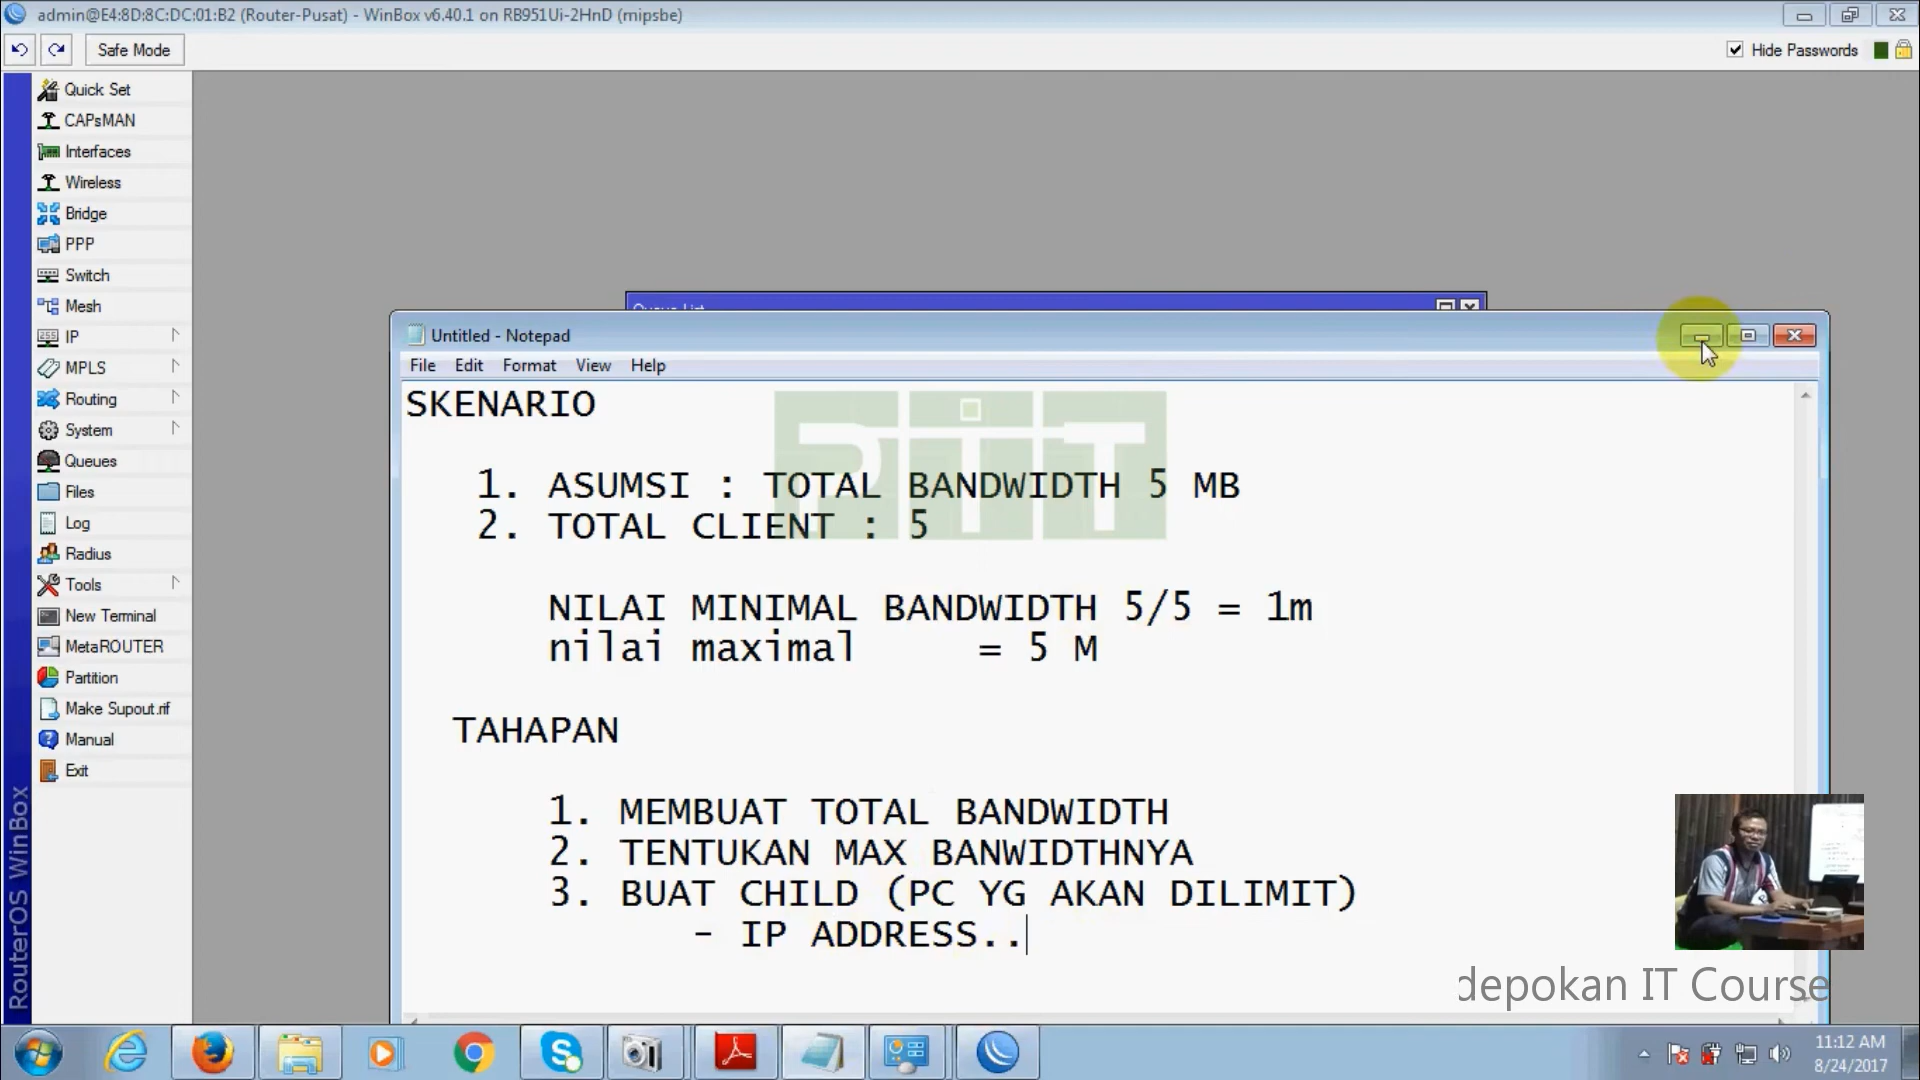 admin@E4:8D:8C:DC:01:B2 (Router-Pusat) - WinBox v6.40.1 on RB951Ui-2HnD (mipsbe)
Safe Mode
Hide Passwords
Quick Set
CAPsMAN
Interfaces
Wireless
Bridge
PPP
Switch
Mesh
IP
MPLS
Routing
System
Queues
Files
Log
Radius
Tools
New Terminal
MetaROUTER
Partition
Make Supout.rif
Manual
Exit
RouterOS WinBox
Queue List
Untitled - Notepad
File Edit Format View Help
SKENARIO
1. ASUMSI : TOTAL BANDWIDTH 5 MB
2. TOTAL CLIENT : 5
NILAI MINIMAL BANDWIDTH 5/5 = 1m
nilai maximal = 5 M
TAHAPAN
1. MEMBUAT TOTAL BANDWIDTH
2. TENTUKAN MAX BANWIDTHNYA
3. BUAT CHILD (PC YG AKAN DILIMIT)
- IP ADDRESS..
PIT
depokan IT Course
11:12 AM
8/24/2017